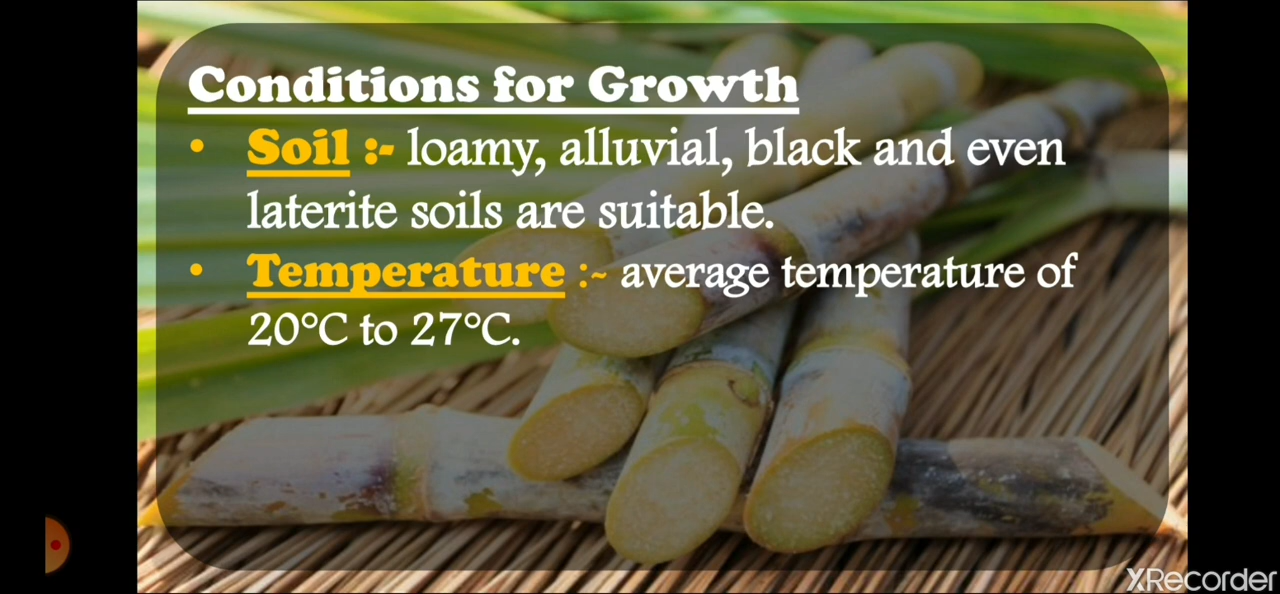 Conditions for Growth
• Soil :- loamy, alluvial, black and even
laterite soils are suitable.
• Temperature :~ average temperature of
20°C to 27°C.
XRecorder